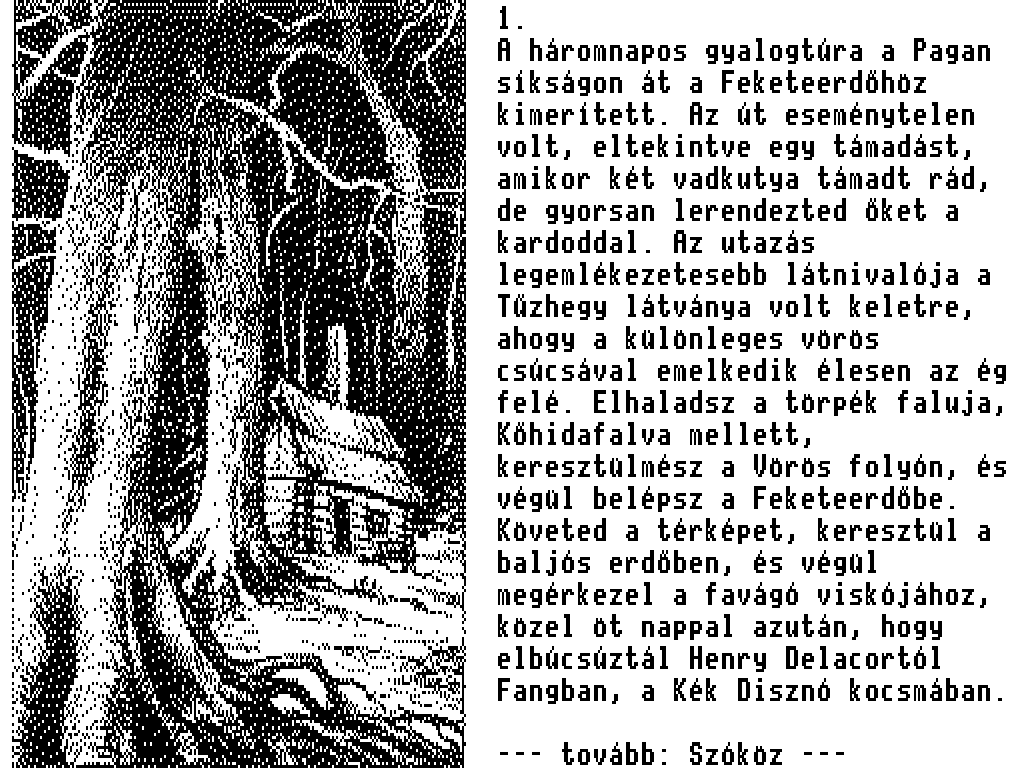 1.
A háromnapos gyalogtúra a Pagan
síkságon át a Feketeerdőhöz
kimerített. Az út eseménytelen
volt, eltekintve egy támadást,
amikor két vadkutya támadt rád,
de gyorsan lerendezted őket a
kardoddal. Az utazás
legemlékezetesebb látnivalója a
Tűzhegy látványa volt keletre,
ahogy a különleges vörös
csúcsával emelkedik élesen az ég
felé. Elhaladsz a törpék faluja,
Kőhidafalva mellett,
keresztülmész a Vörös folyón, és
végül belépsz a Feketeerdőbe.
Követed a térképet, keresztül a
baljós erdőben, és végül
megérkezel a favágó viskójához,
közel öt nappal azután, hogy
elbúcsúztál Henry Delacortól
Fangban, a Kék Disznó kocsmában.
--- tovább: Szóköz ---